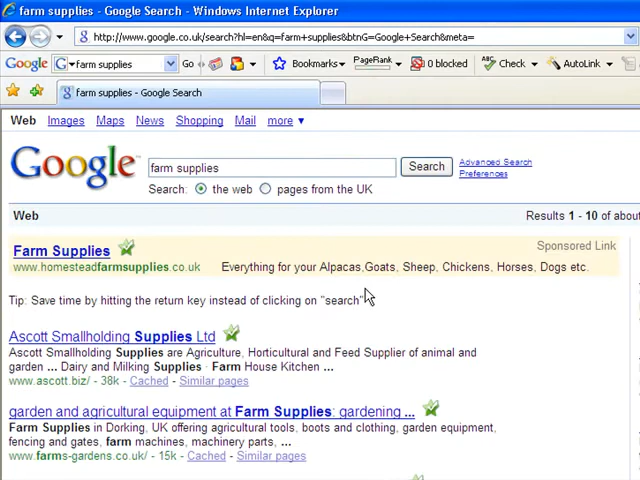 farm supplies - Google Search - Windows Internet Explorer
http://www.google.co.uk/search?hl=en&q=farm+supplies&btnG=Google+Search&meta=
Google farm supplies Go Bookmarks PageRank 0 blocked Check AutoLink
farm supplies - Google Search
Web Images Maps News Shopping Mail more
Google farm supplies Search Advanced Search
Preferences
Search: the web pages from the UK
Web Results 1 - 10 of about
Farm Supplies Sponsored Link
www.homesteadfarmsupplies.co.uk Everything for your Alpacas,Goats, Sheep, Chickens, Horses, Dogs etc.
Tip: Save time by hitting the return key instead of clicking on "search"
Ascott Smallholding Supplies Ltd
Ascott Smallholding Supplies are Agriculture, Horticultural and Feed Supplier of animal and
garden ... Dairy and Milking Supplies · Farm House Kitchen ...
www.ascott.biz/ - 38k - Cached - Similar pages
garden and agricultural equipment at Farm Supplies: gardening ...
Farm Supplies in Dorking, UK offering agricultural tools, boots and clothing, garden equipment,
fencing and gates, farm machines, machinery parts, ...
www.farms-gardens.co.uk/ - 15k - Cached - Similar pages